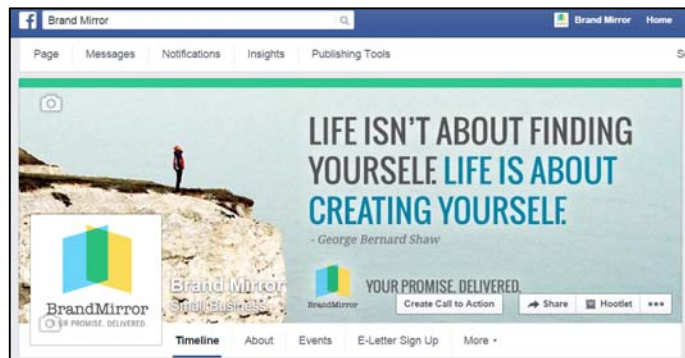 Brand Mirror
Brand Mirror Home
Page Messages Notifications Insights Publishing Tools
LIFE ISN'T ABOUT FINDING
YOURSELF. LIFE IS ABOUT
CREATING YOURSELF.
- George Bernard Shaw
Brand Mirror
Small Business
BrandMirror
YOUR PROMISE. DELIVERED.
BrandMirror
YOUR PROMISE. DELIVERED.
Create Call to Action Share Hootlet
Timeline About Events E-Letter Sign Up More